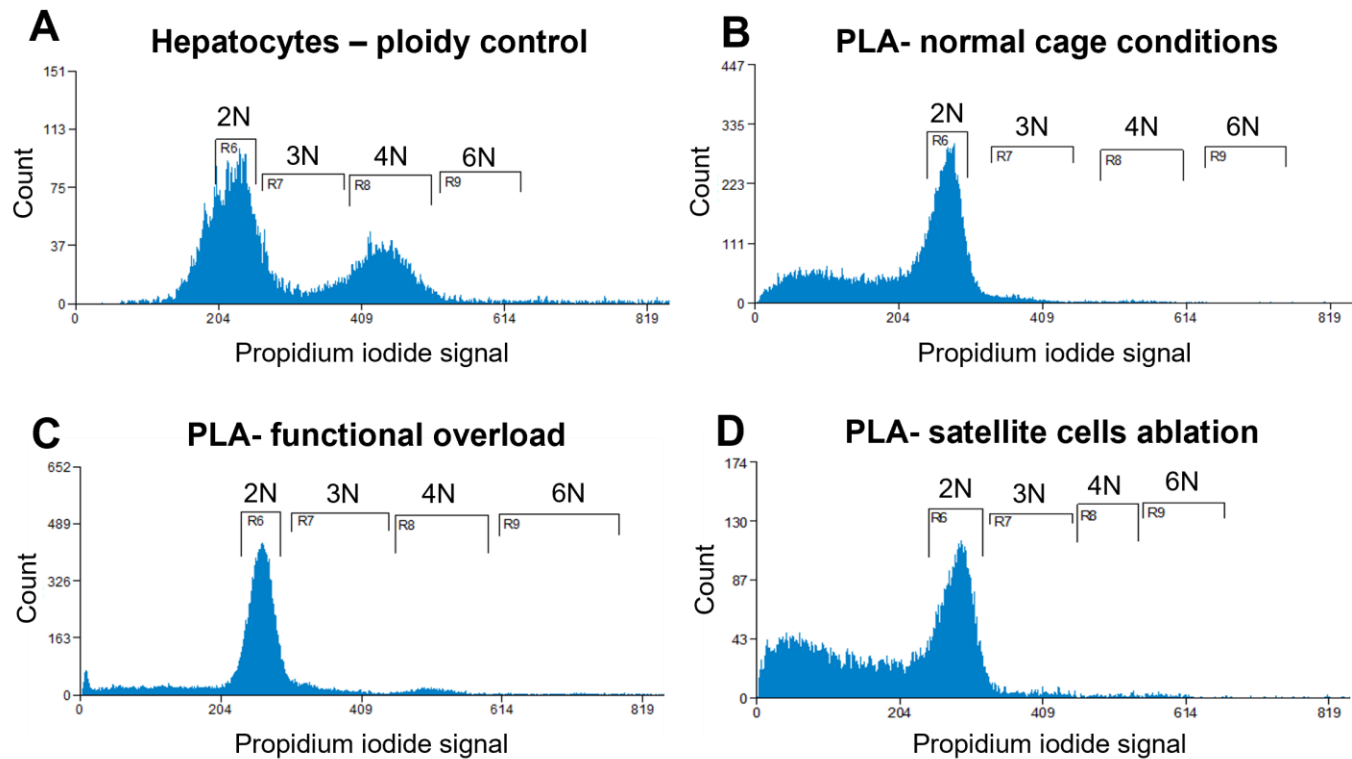 A
Hepatocytes – ploidy control
151
113
75
37
0
Count
2N
3N
4N
6N
R6
R7
R8
R9
0
204
409
614
819
Propidium iodide signal
B
PLA- normal cage conditions
447
335
223
111
0
Count
2N
3N
4N
6N
R6
R7
R8
R9
0
204
409
614
819
Propidium iodide signal
C
PLA- functional overload
652
489
326
163
0
Count
2N
3N
4N
6N
R6
R7
R8
R9
0
204
409
614
819
Propidium iodide signal
D
PLA- satellite cells ablation
174
130
87
43
0
Count
2N
3N
4N
6N
R6
R7
R8
R9
0
204
409
614
819
Propidium iodide signal